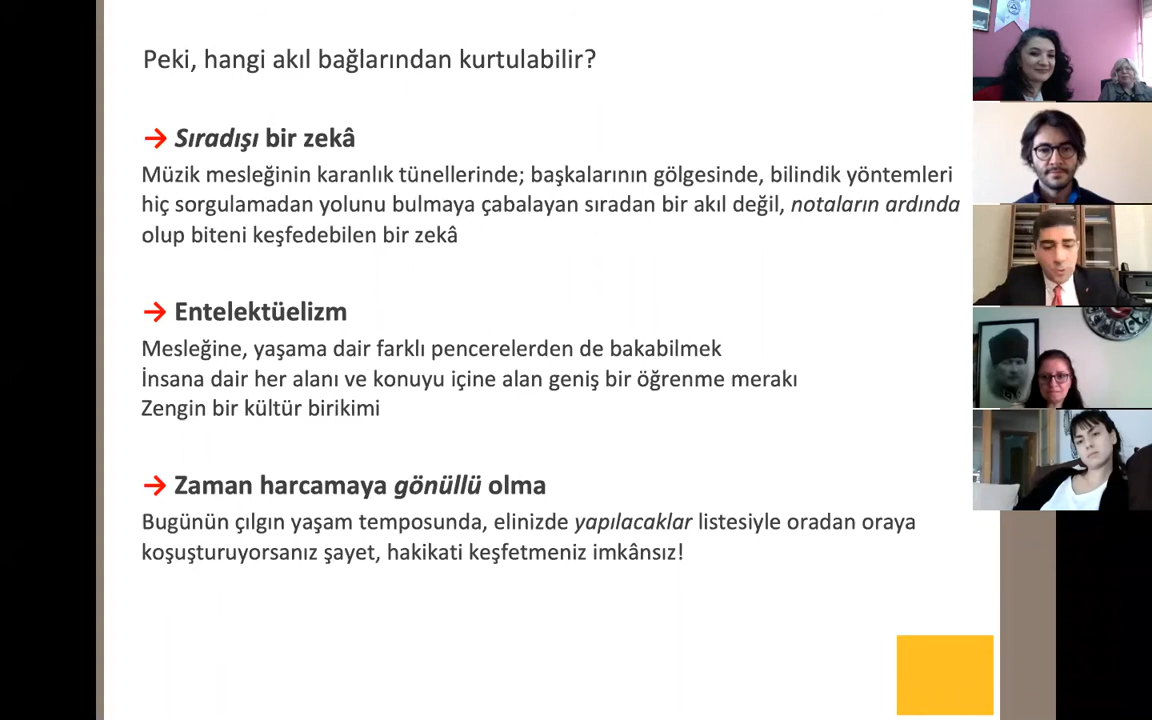 Peki, hangi akıl bağlarından kurtulabilir?
→ Sıradışı bir zekâ
Müzik mesleğinin karanlık tünellerinde; başkalarının gölgesinde, bilindik yöntemleri
hiç sorgulamadan yolunu bulmaya çabalayan sıradan bir akıl değil, notaların ardında
olup biteni keşfedebilen bir zekâ
→ Entelektüelizm
Mesleğine, yaşama dair farklı pencerelerden de bakabilmek
İnsana dair her alanı ve konuyu içine alan geniş bir öğrenme merakı
Zengin bir kültür birikimi
→ Zaman harcamaya gönüllü olma
Bugünün çılgın yaşam temposunda, elinizde yapılacaklar listesiyle oradan oraya
koşuşturuyorsanız şayet, hakikati keşfetmeniz imkânsız!